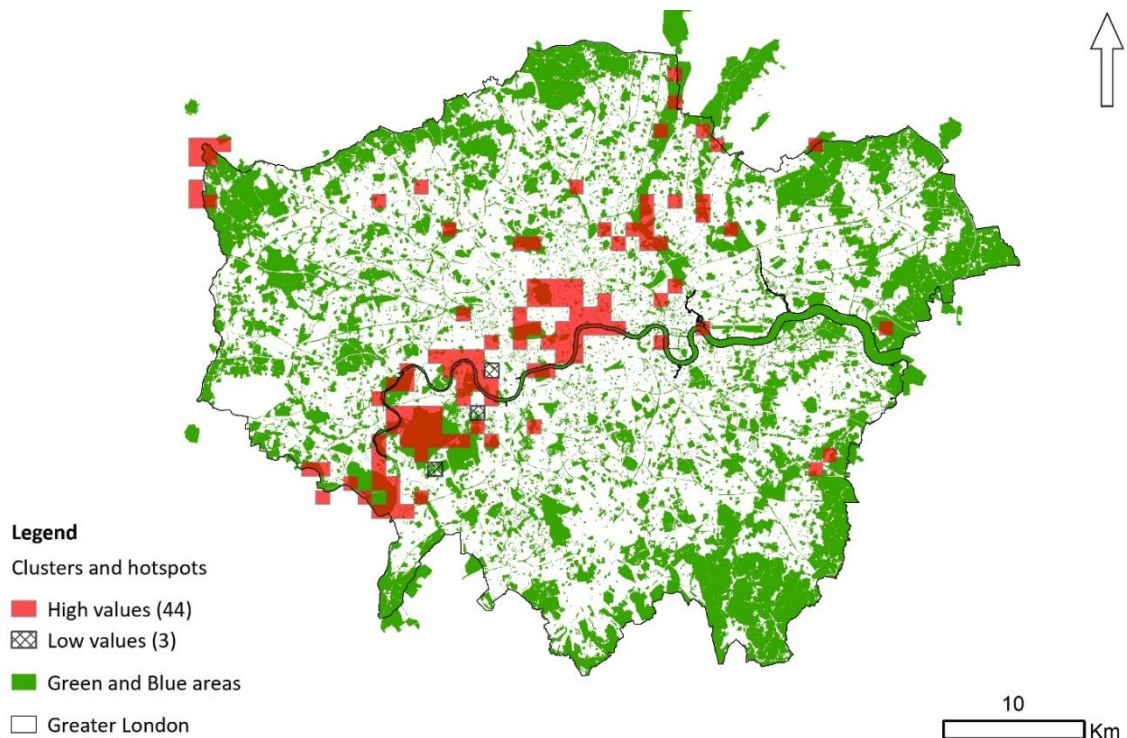 Legend
Clusters and hotspots
High values (44)
Low values (3)
Green and Blue areas
Greater London
10
Km